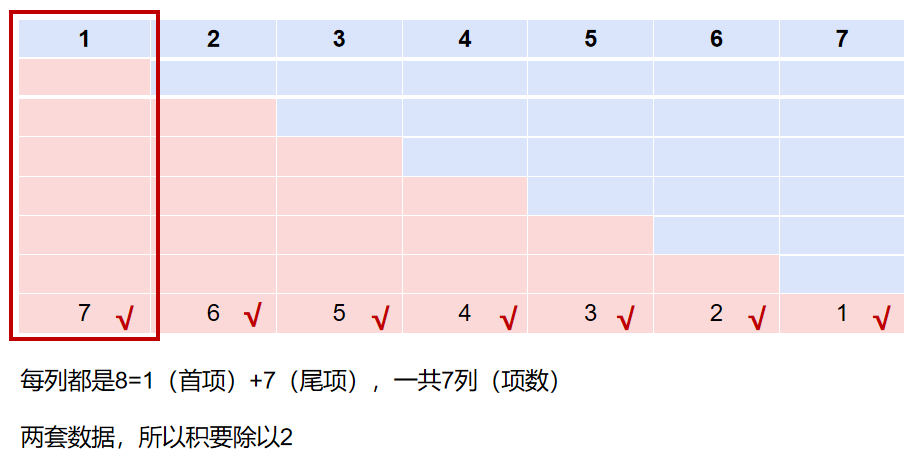 1 2 3 4 5 6 7
7 √ 6 √ 5 √ 4 √ 3 √ 2 √ 1 √
每列都是8=1（首项）+7（尾项），一共7列（项数）
两套数据，所以积要除以2